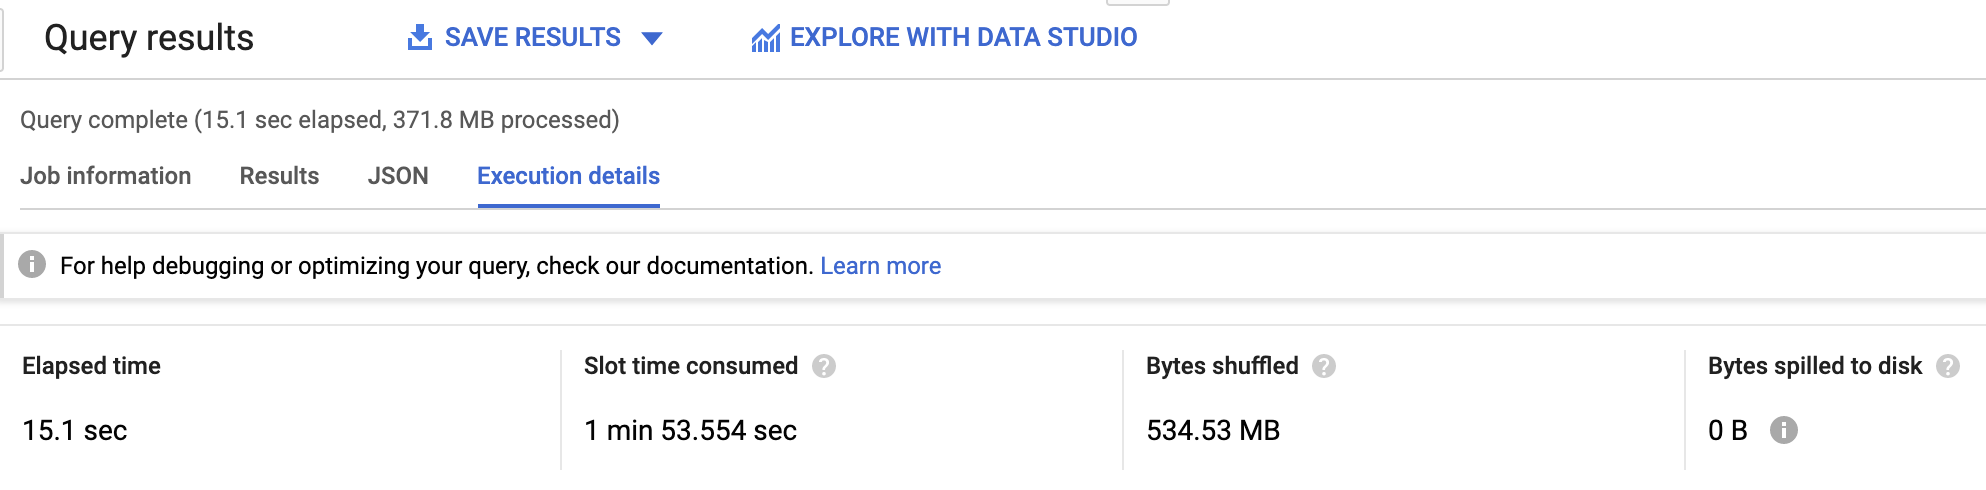 Query results SAVE RESULTS EXPLORE WITH DATA STUDIO
Query complete (15.1 sec elapsed, 371.8 MB processed)
Job information Results JSON Execution details
For help debugging or optimizing your query, check our documentation. Learn more
Elapsed time Slot time consumed Bytes shuffled Bytes spilled to disk
15.1 sec 1 min 53.554 sec 534.53 MB 0 B